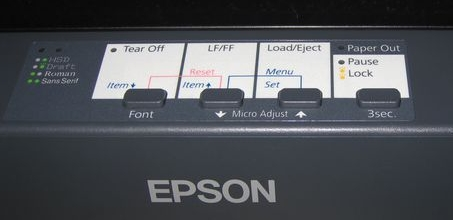 HSD
Draft
Roman
Sans Serif
Tear Off
LF/FF
Load/Eject
Paper Out
Pause
Lock
Reset
Menu
Item
Item
Set
Font
Micro Adjust
3sec.
EPSON